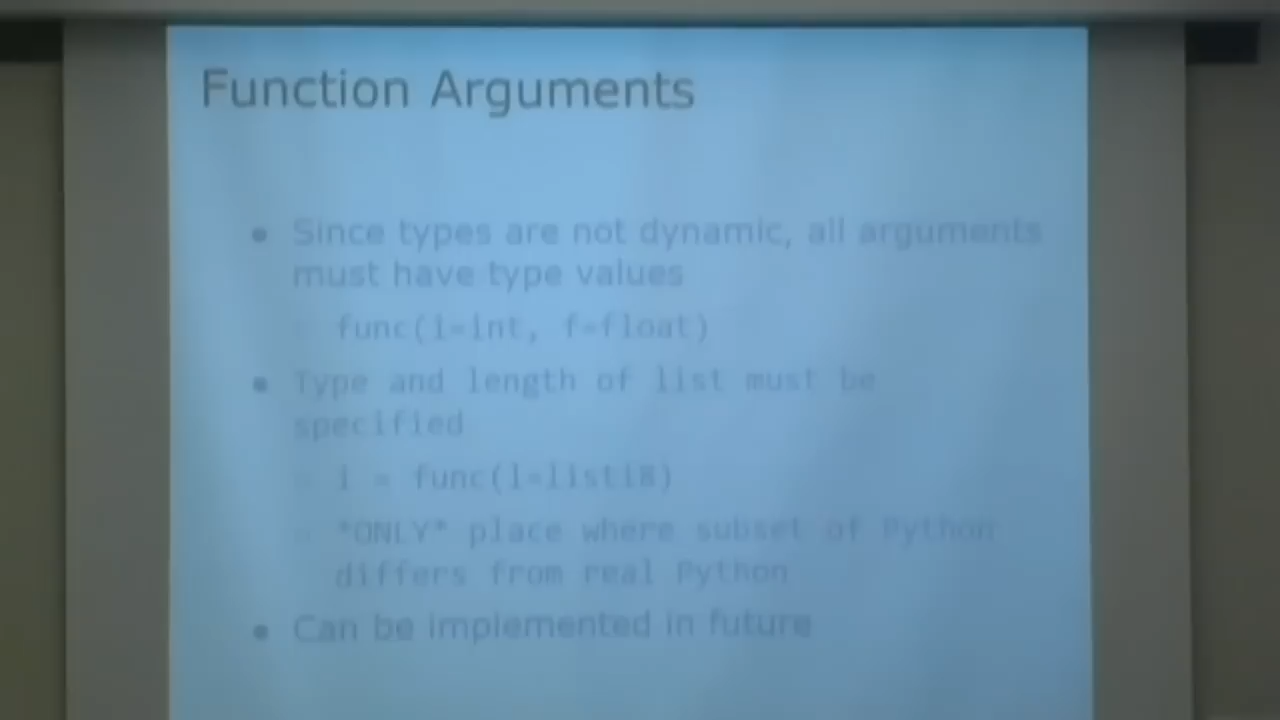 Function Arguments
Since types are not dynamic, all arguments
must have type values
func(i=int, f=float)
Type and length of list must be
specified
i = func(l=listi8)
*ONLY* place where subset of Python
differs from real Python
Can be implemented in future